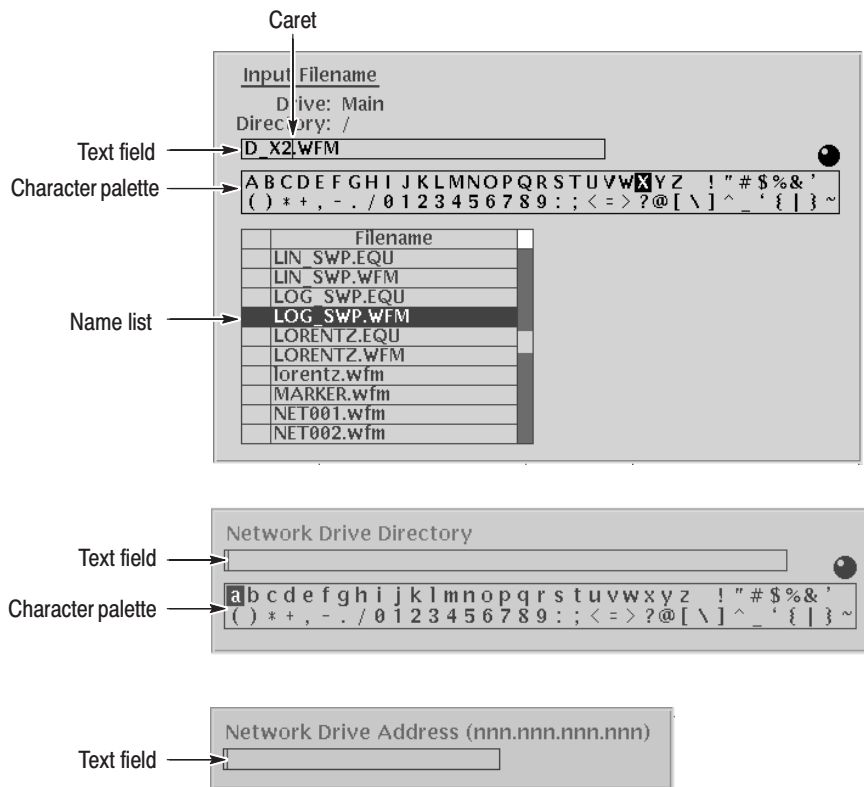 Caret
Input Filename
Drive: Main
Directory: /
Text field
D_X2.WFM
Character palette
A B C D E F G H I J K L M N O P Q R S T U V W X Y Z ! " # $ % & '
( ) * + , - . / 0 1 2 3 4 5 6 7 8 9 : ; < = > ? @ [ \ ] ^ _ ‘ { | } ~
Filename
LIN_SWP.EQU
LIN_SWP.WFM
LOG_SWP.EQU
Name list
LOG_SWP.WFM
LORENTZ.EQU
LORENTZ.WFM
lorentz.wfm
MARKER.wfm
NET001.wfm
NET002.wfm
Network Drive Directory
Text field
Character palette
a b c d e f g h i j k l m n o p q r s t u v w x y z ! " # $ % & '
( ) * + , - . / 0 1 2 3 4 5 6 7 8 9 : ; < = > ? @ [ \ ] ^ _ ‘ { | } ~
Network Drive Address (nnn.nnn.nnn.nnn)
Text field